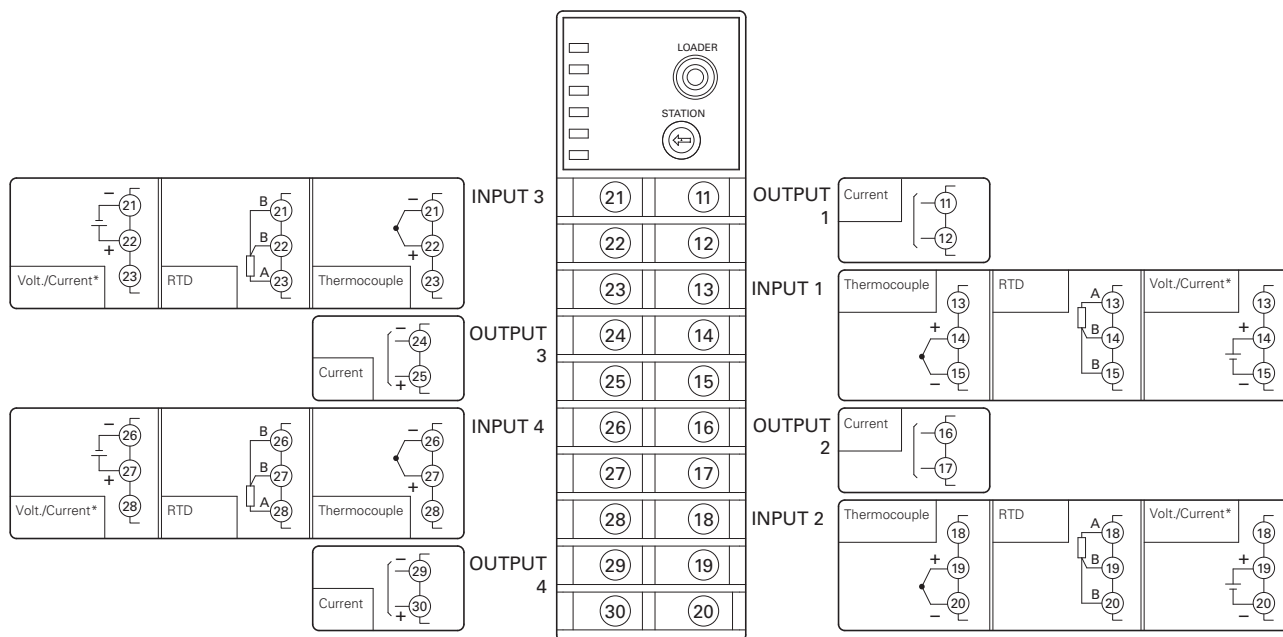 LOADER
STATION
INPUT 3
OUTPUT
3
INPUT 4
OUTPUT
4
21 11
22 12
23 13
24 14
25 15
26 16
27 17
28 18
29 19
30 20
OUTPUT
1
INPUT 1
OUTPUT
2
INPUT 2
Volt./Current*
−
21
22
+
23
RTD
B
21
B
22
A
23
Thermocouple
−
21
22
+
23
Current
−
24
25
+
Volt./Current*
−
26
27
+
28
RTD
B
26
B
27
A
28
Thermocouple
−
26
27
+
28
Current
−
29
30
+
Current
11
12
Thermocouple
13
+
14
15
−
RTD
A
13
B
14
B
15
Volt./Current*
13
+
14
15
−
Current
16
17
Thermocouple
18
+
19
20
−
RTD
A
18
B
19
B
20
Volt./Current*
18
+
19
20
−